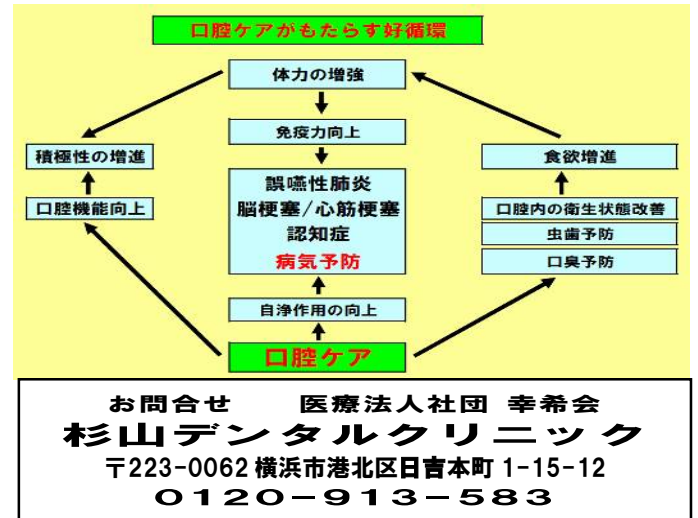 口腔ケアがもたらす好循環
体力の増強
免疫力向上
積極性の増進
食欲増進
誤嚥性肺炎
脳梗塞/心筋梗塞
認知症
病気予防
口腔機能向上
口腔内の衛生状態改善
虫歯予防
口臭予防
自浄作用の向上
口腔ケア
お問合せ 医療法人社団 幸希会
杉山デンタルクリニック
〒223-0062 横浜市港北区日吉本町 1-15-12
0120-913-583